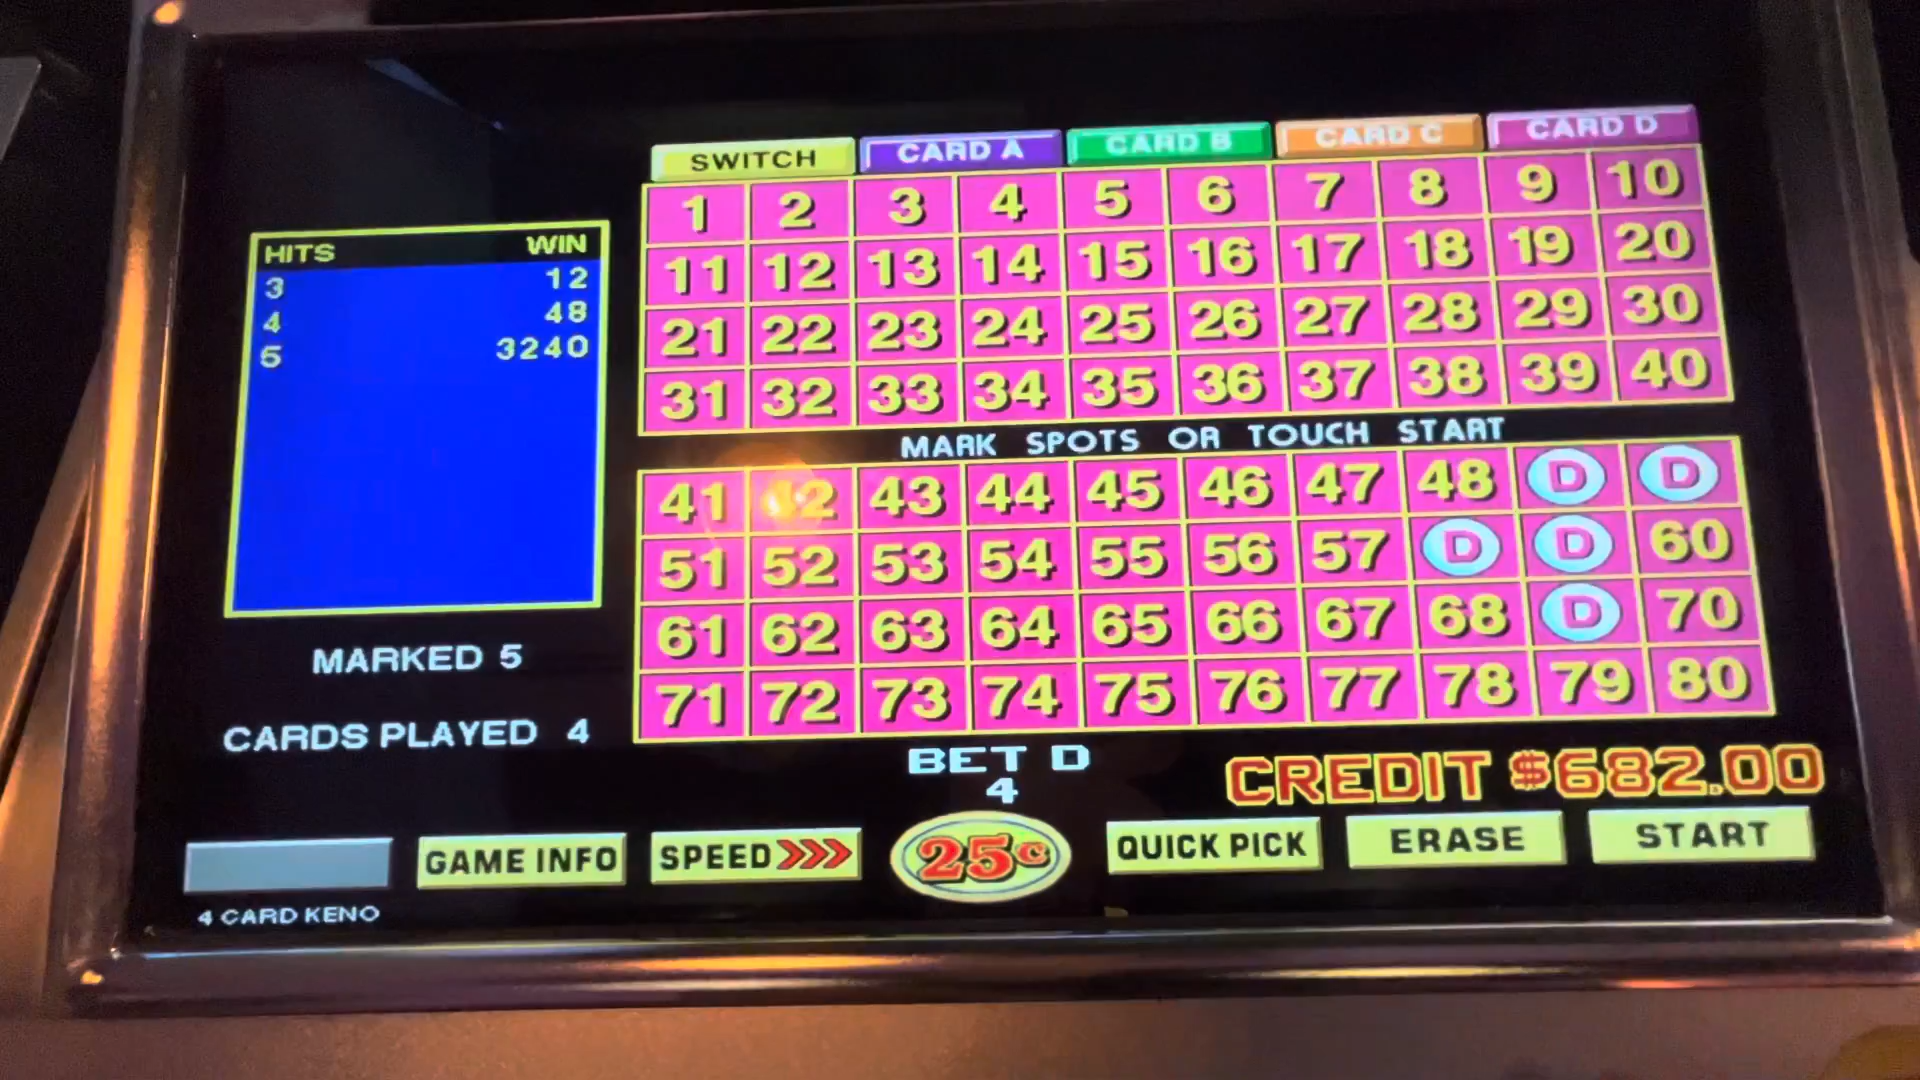 SWITCH CARD A CARD B CARD C CARD D
1 2 3 4 5 6 7 8 9 10
11 12 13 14 15 16 17 18 19 20
21 22 23 24 25 26 27 28 29 30
31 32 33 34 35 36 37 38 39 40
MARK SPOTS OR TOUCH START
41 42 43 44 45 46 47 48 D D
51 52 53 54 55 56 57 D D 60
61 62 63 64 65 66 67 68 D 70
71 72 73 74 75 76 77 78 79 80
HITS WIN
3 12
4 48
5 3240
MARKED 5
CARDS PLAYED 4
BET D
4
CREDIT $682.00
GAME INFO SPEED >>> 25¢ QUICK PICK ERASE START
4 CARD KENO